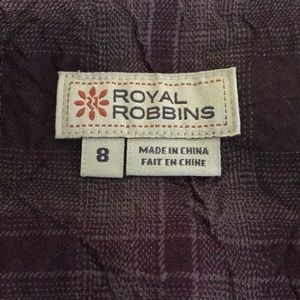 ROYAL
ROBBINS
8
MADE IN CHINA
FAIT EN CHINE